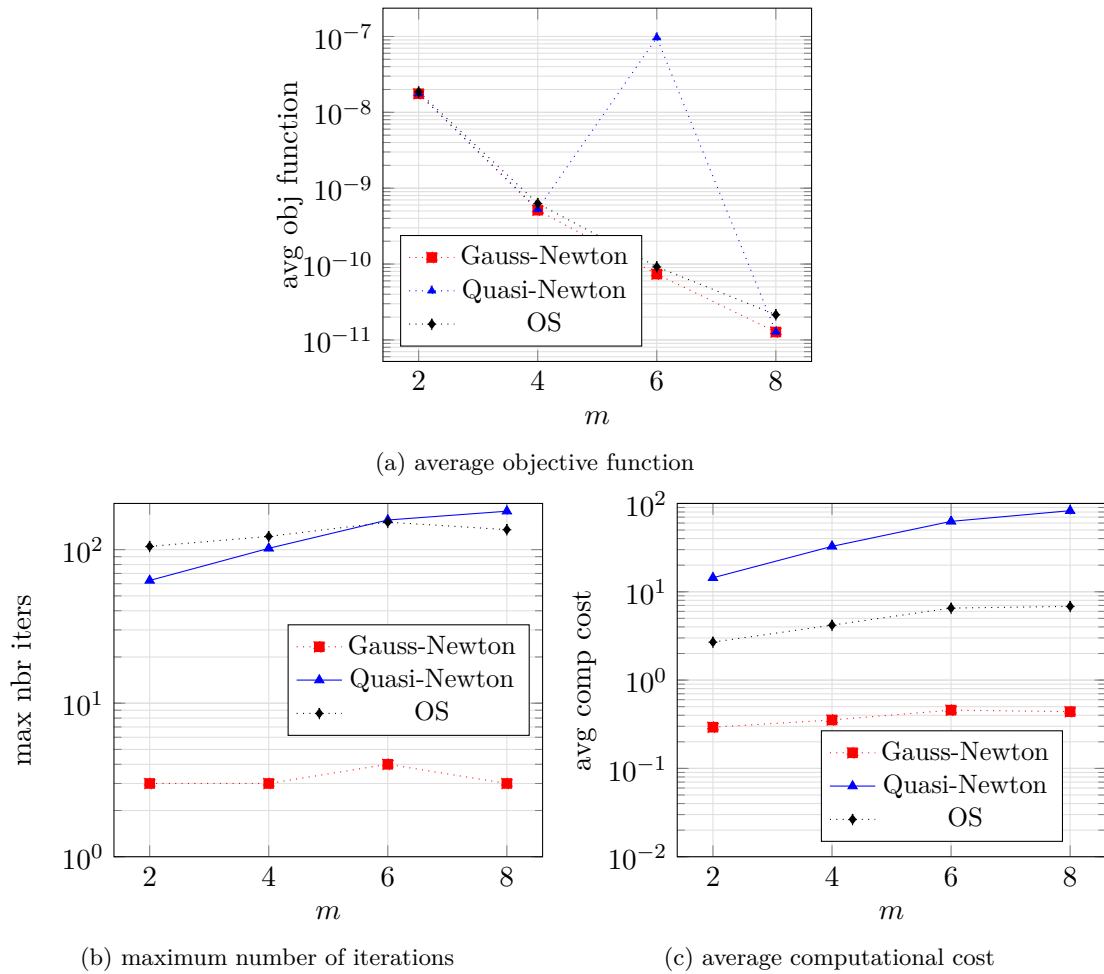 10^{-7}
10^{-8}
10^{-9}
10^{-10}
10^{-11}
avg obj function
Gauss-Newton
Quasi-Newton
OS
2 4 6 8
m
(a) average objective function
10^2
10^1
10^0
max nbr iters
Gauss-Newton
Quasi-Newton
OS
2 4 6 8
m
(b) maximum number of iterations
10^2
10^1
10^0
10^{-1}
10^{-2}
avg comp cost
Gauss-Newton
Quasi-Newton
OS
2 4 6 8
m
(c) average computational cost